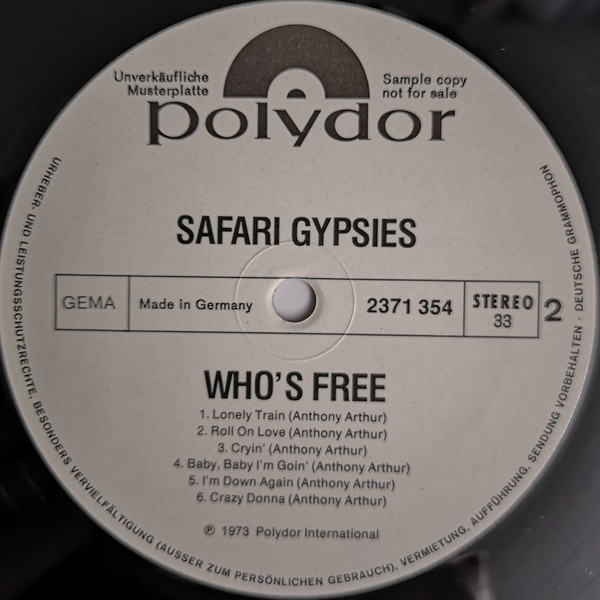 Unverkäufliche
Musterplatte
Sample copy
not for sale
polydor
SAFARI GYPSIES
GEMA
Made in Germany
2371 354
STEREO
33
2
WHO'S FREE
1. Lonely Train (Anthony Arthur)
2. Roll On Love (Anthony Arthur)
3. Cryin' (Anthony Arthur)
4. Baby, Baby I'm Goin' (Anthony Arthur)
5. I'm Down Again (Anthony Arthur)
6. Crazy Donna (Anthony Arthur)
℗ 1973 Polydor International
URHEBER- UND LEISTUNGSSCHUTZRECHTE, BESONDERS VERVIELFÄLTIGUNG (AUSSER ZUM PERSÖNLICHEN GEBRAUCH), VERMIETUNG, AUFFÜHRUNG, SENDUNG VORBEHALTEN · DEUTSCHE GRAMMOPHON